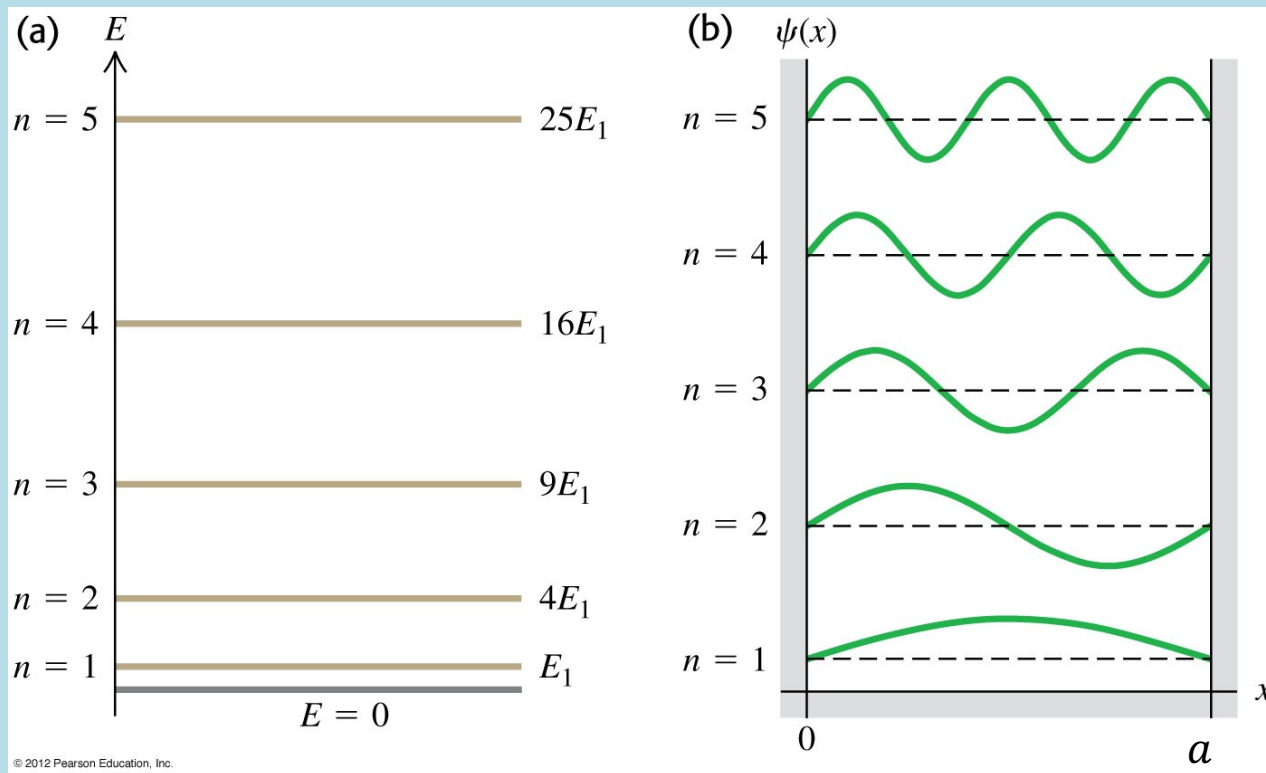 (a)
E
n = 5
25E₁
n = 4
16E₁
n = 3
9E₁
n = 2
4E₁
n = 1
E₁
E = 0
© 2012 Pearson Education, Inc.
(b)
ψ(x)
n = 5
n = 4
n = 3
n = 2
n = 1
x
0
a